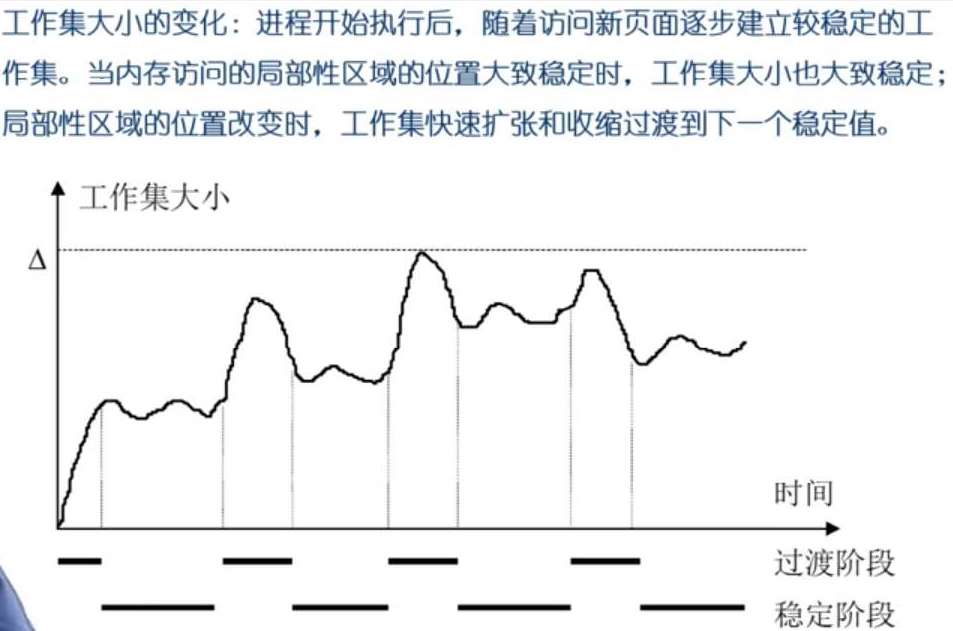 工作集大小的变化：进程开始执行后，随着访问新页面逐步建立较稳定的工
作集。当内存访问的局部性区域的位置大致稳定时，工作集大小也大致稳定；
局部性区域的位置改变时，工作集快速扩张和收缩过渡到下一个稳定值。
工作集大小
Δ
时间
过渡阶段
稳定阶段